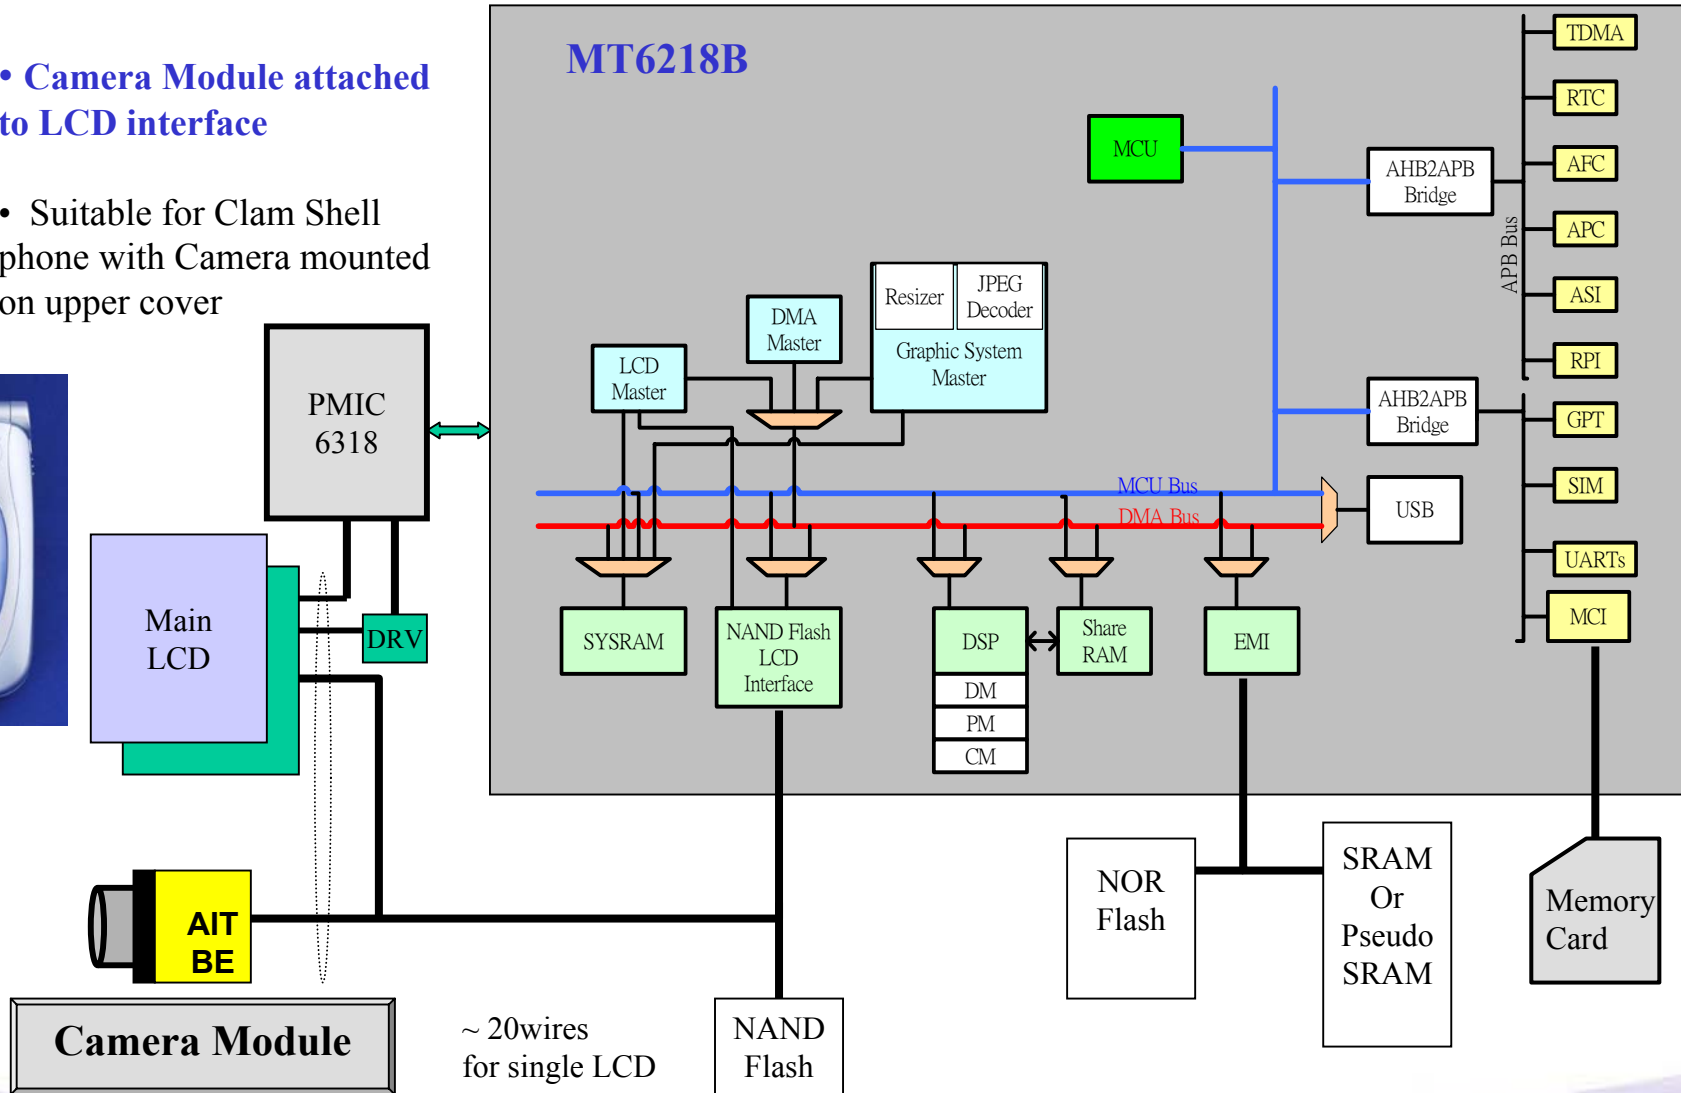 • Camera Module attached
to LCD interface
• Suitable for Clam Shell
phone with Camera mounted
on upper cover
MT6218B
MCU
AHB2APB
Bridge
APB Bus
TDMA
RTC
AFC
APC
ASI
RPI
AHB2APB
Bridge
GPT
SIM
UARTs
MCI
USB
LCD
Master
DMA
Master
Resizer
JPEG
Decoder
Graphic System
Master
MCU Bus
DMA Bus
SYSRAM
NAND Flash
LCD
Interface
DSP
DM
PM
CM
Share
RAM
EMI
PMIC
6318
Main
LCD
DRV
AIT
BE
Camera Module
~ 20wires
for single LCD
NAND
Flash
NOR
Flash
SRAM
Or
Pseudo
SRAM
Memory
Card